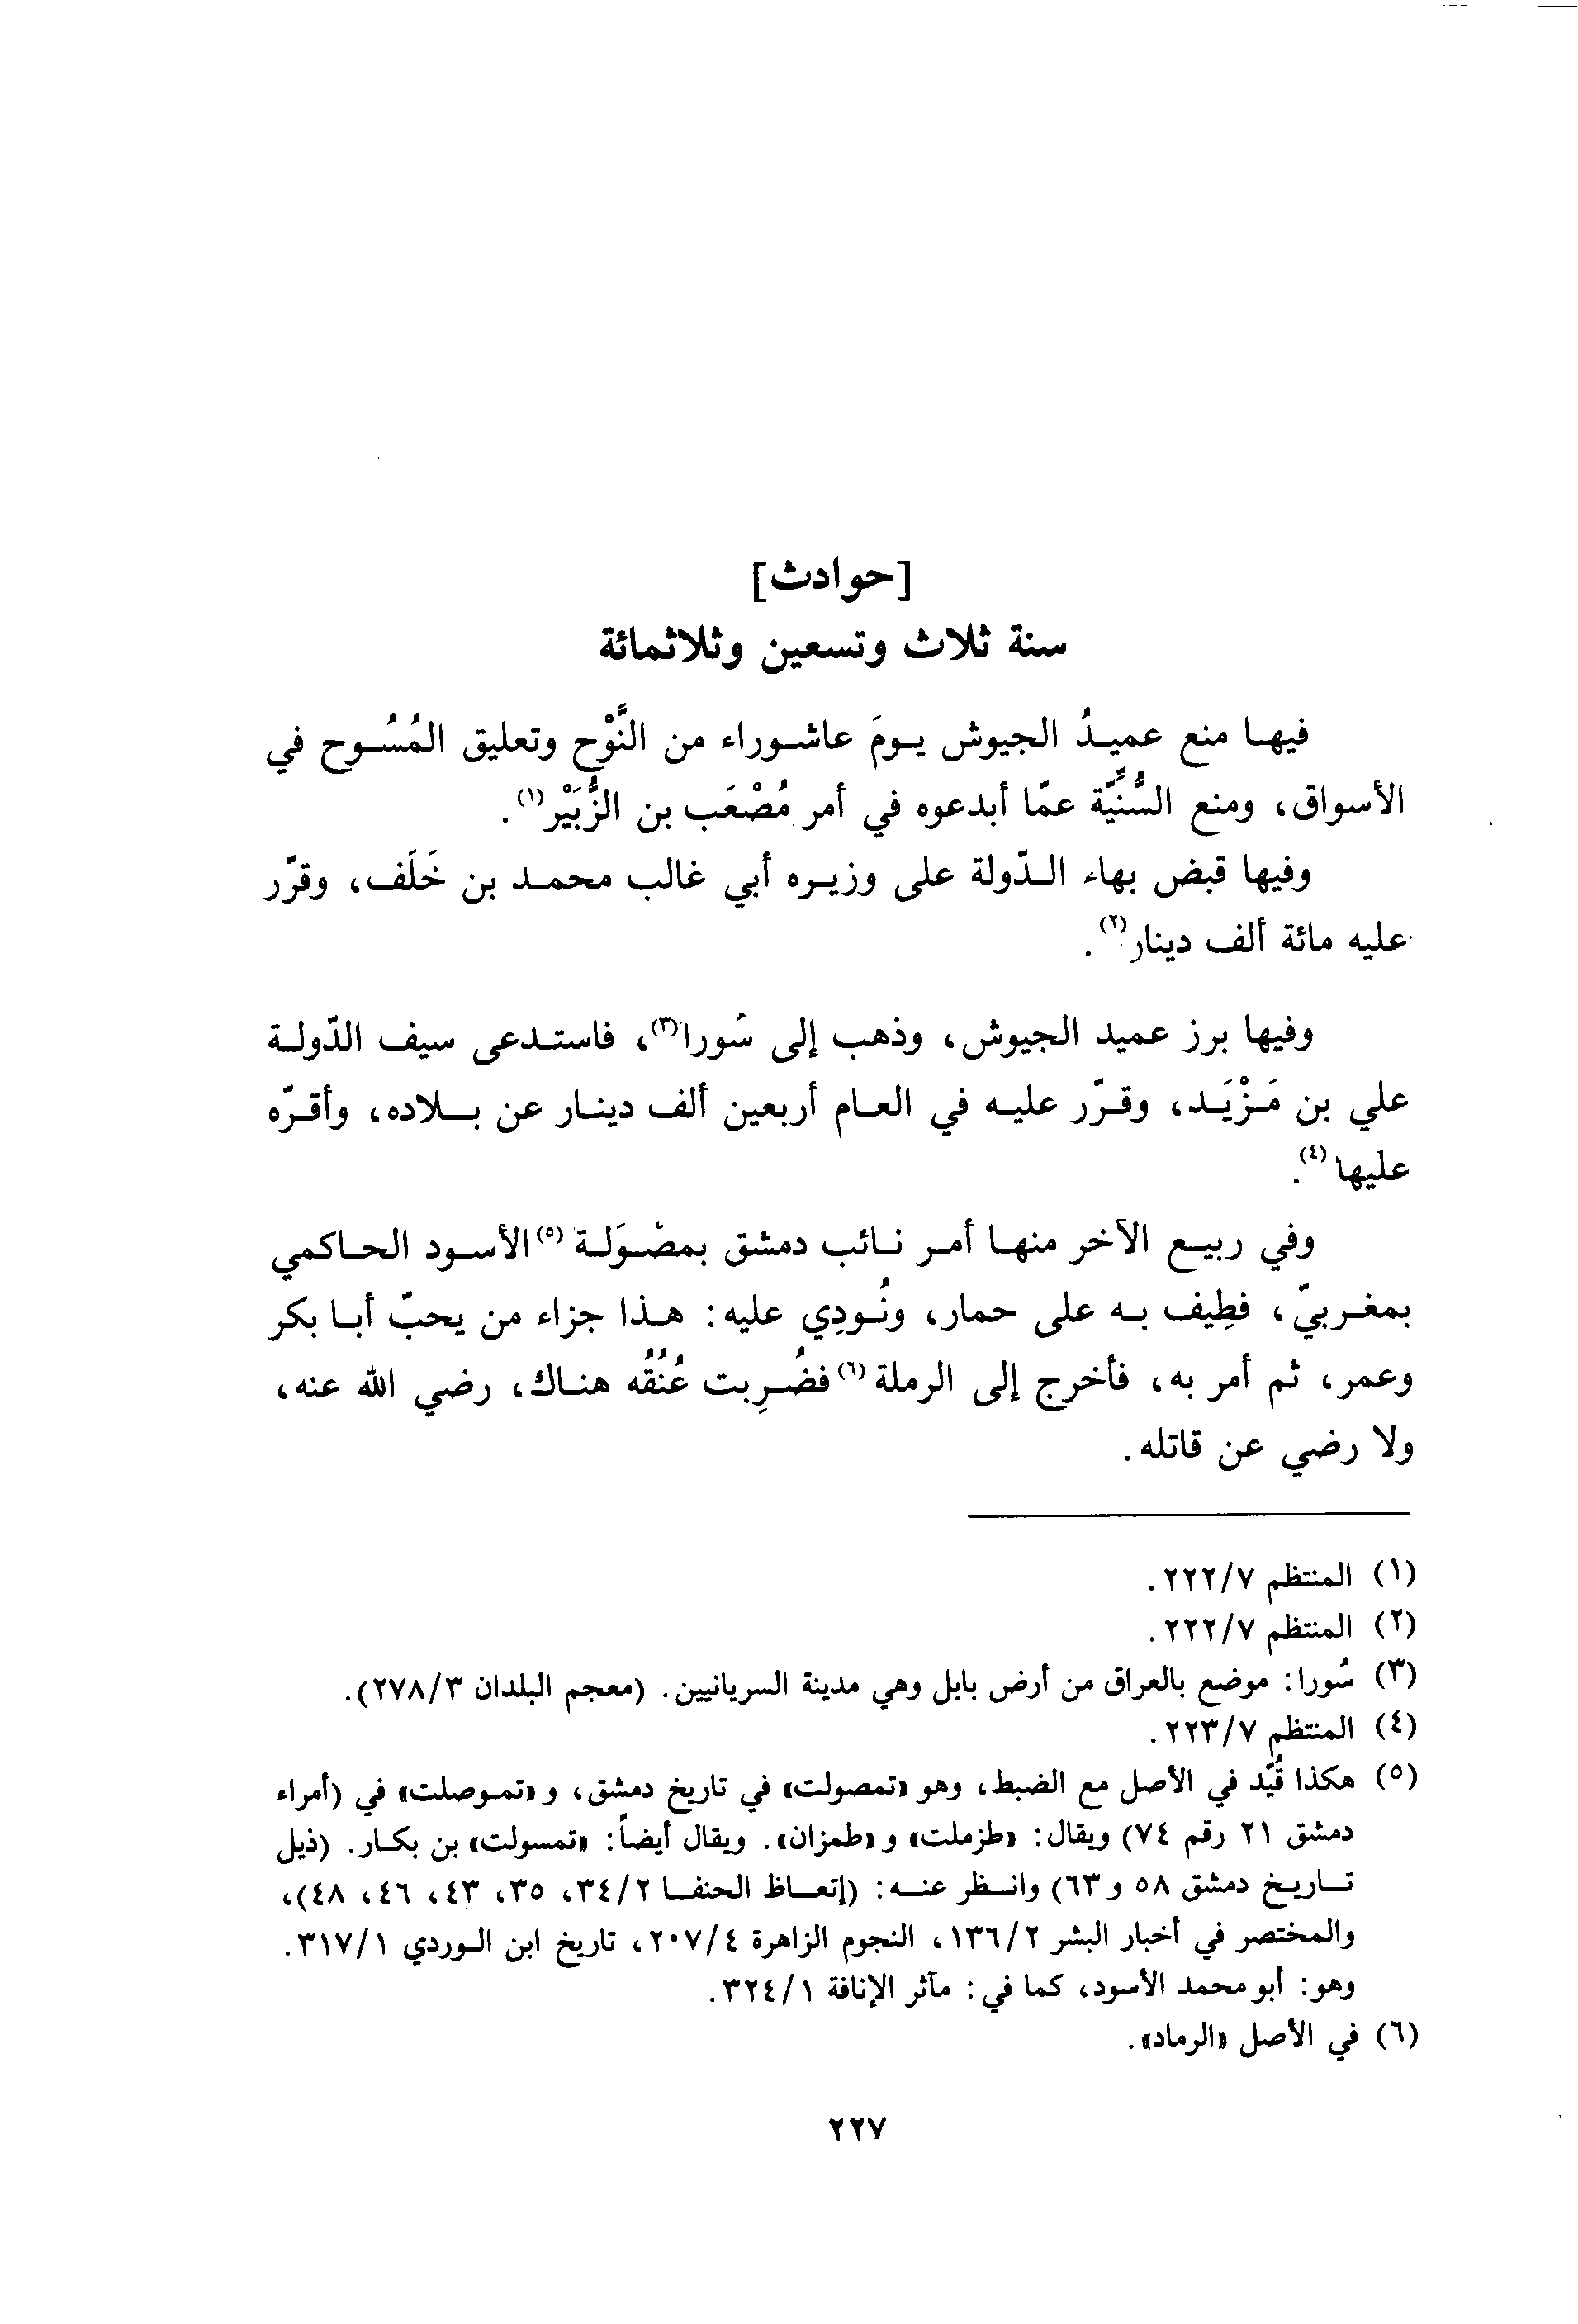 [حوادث]
سنة ثلاث وتسعين وثلاثمائة
فيها منع عميدُ الجيوش يومَ عاشوراء من النَّوْح وتعليق المُسُوح في
الأسواق، ومنع السُّنِّيَّة عمّا أبدعوه في أمر مُصْعَب بن الزُّبَيْر(١).
وفيها قبض بهاء الدّولة على وزيره أبي غالب محمد بن خَلَف، وقرّر
عليه مائة ألف دينار(٢).
وفيها برز عميد الجيوش، وذهب إلى سُورا(٣)، فاستدعى سيف الدّولة
علي بن مَزْيَد، وقرّر عليه في العام أربعين ألف دينار عن بلاده، وأقرّه
عليها(٤).
وفي ربيع الآخر منها أمر نائب دمشق بمصْوَلة(٥) الأسود الحاكمي
بمغربيّ، فطِيف به على حمار، ونُودِي عليه: هذا جزاء من يحبّ أبا بكر
وعمر، ثم أمر به، فأخرج إلى الرملة(٦) فضُرِبت عُنُقُه هناك، رضي الله عنه،
ولا رضي عن قاتله.
(١) المنتظم ٢٢٢/٧.
(٢) المنتظم ٢٢٢/٧.
(٣) سُورا: موضع بالعراق من أرض بابل وهي مدينة السريانيين. (معجم البلدان ٢٧٨/٣).
(٤) المنتظم ٢٢٣/٧.
(٥) هكذا قُيّد في الأصل مع الضبط، وهو «تمصولت» في تاريخ دمشق، و «تموصلت» في (أمراء
دمشق ٢١ رقم ٧٤) ويقال: «طزملت» و «طمزان». ويقال أيضاً: «تمسولت» بن بكار. (ذيل
تاريخ دمشق ٥٨ و ٦٣) وانظر عنه: (إتعاظ الحنفا ٣٤/٢، ٣٥، ٤٣، ٤٦، ٤٨)،
والمختصر في أخبار البشر ١٣٦/٢، النجوم الزاهرة ٢٠٧/٤، تاريخ ابن الوردي ٣١٧/١.
وهو: أبو محمد الأسود، كما في: مآثر الإنافة ٣٢٤/١.
(٦) في الأصل «الرماد».
٢٢٧